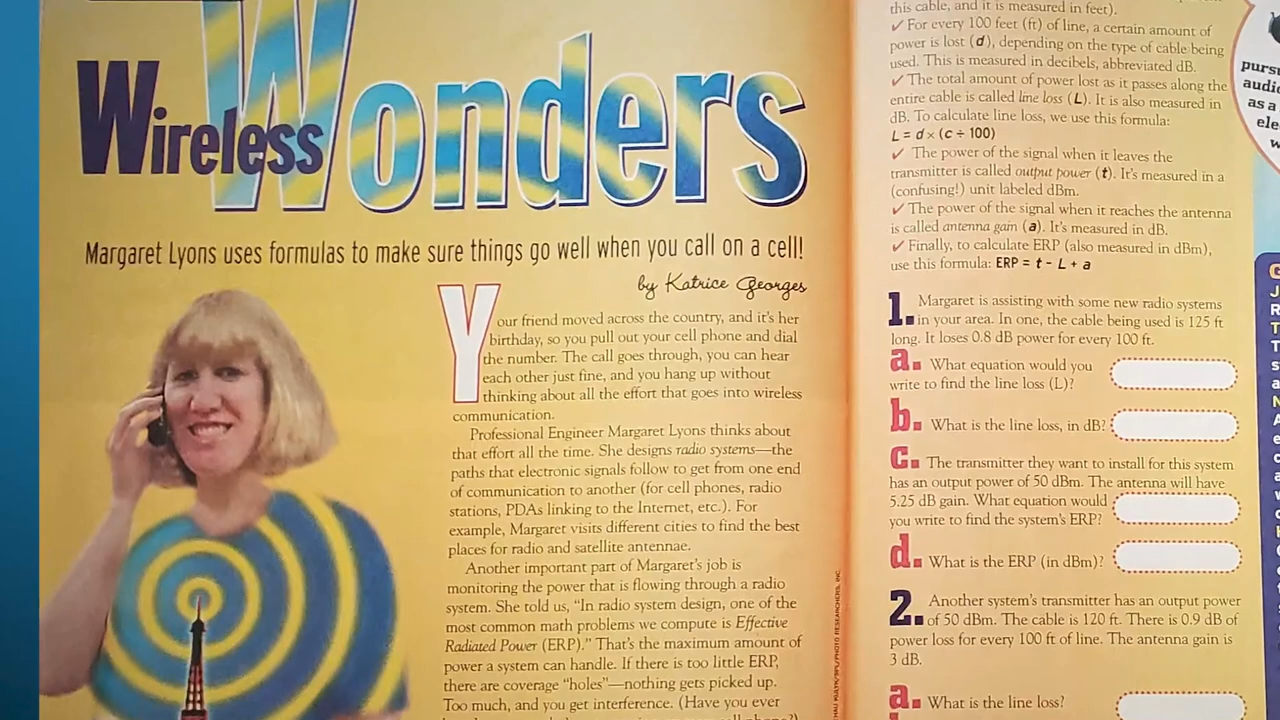 Wireless Wonders
Margaret Lyons uses formulas to make sure things go well when you call on a cell!
by Katrice Georges
Your friend moved across the country, and it's her
birthday, so you pull out your cell phone and dial
the number. The call goes through, you can hear
each other just fine, and you hang up without
thinking about all the effort that goes into wireless
communication.
Professional Engineer Margaret Lyons thinks about
that effort all the time. She designs radio systems—the
paths that electronic signals follow to get from one end
of communication to another (for cell phones, radio
stations, PDAs linking to the Internet, etc.). For
example, Margaret visits different cities to find the best
places for radio and satellite antennae.
Another important part of Margaret's job is
monitoring the power that is flowing through a radio
system. She told us, "In radio system design, one of the
most common math problems we compute is Effective
Radiated Power (ERP)." That's the maximum amount of
power a system can handle. If there is too little ERP,
there are coverage "holes"—nothing gets picked up.
Too much, and you get interference. (Have you ever
this cable, and it is measured in feet).
✓ For every 100 feet (ft) of line, a certain amount of
power is lost (d), depending on the type of cable being
used. This is measured in decibels, abbreviated dB.
✓ The total amount of power lost as it passes along the
entire cable is called line loss (L). It is also measured in
dB. To calculate line loss, we use this formula:
L = d × (c ÷ 100)
✓ The power of the signal when it leaves the
transmitter is called output power (t). It's measured in a
(confusing!) unit labeled dBm.
✓ The power of the signal when it reaches the antenna
is called antenna gain (a). It's measured in dB.
✓ Finally, to calculate ERP (also measured in dBm),
use this formula: ERP = t - L + a
1. Margaret is assisting with some new radio systems
in your area. In one, the cable being used is 125 ft
long. It loses 0.8 dB power for every 100 ft.
a. What equation would you
write to find the line loss (L)?
b. What is the line loss, in dB?
c. The transmitter they want to install for this system
has an output power of 50 dBm. The antenna will have
5.25 dB gain. What equation would
you write to find the system's ERP?
d. What is the ERP (in dBm)?
2. Another system's transmitter has an output power
of 50 dBm. The cable is 120 ft. There is 0.9 dB of
power loss for every 100 ft of line. The antenna gain is
3 dB.
a. What is the line loss?
as a